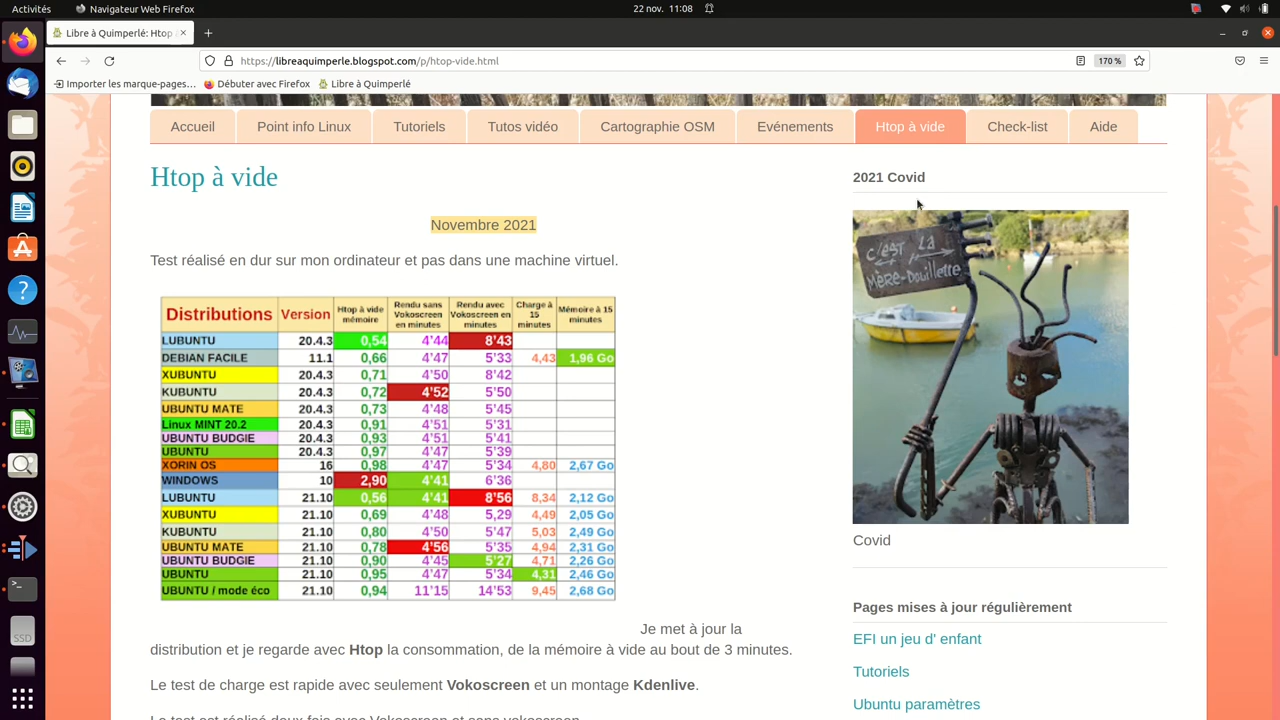 Activités Navigateur Web Firefox 22 nov. 11:08
Libre à Quimperlé: Htop
https://libreaquimperle.blogspot.com/p/htop-vide.html 170 %
Importer les marque-pages… Débuter avec Firefox Libre à Quimperlé
Accueil Point info Linux Tutoriels Tutos vidéo Cartographie OSM Evénements Htop à vide Check-list Aide
Htop à vide
Novembre 2021
Test réalisé en dur sur mon ordinateur et pas dans une machine virtuel.
Distributions Version Htop à vide mémoire Rendu sans Vokoscreen en minutes Rendu avec Vokoscreen en minutes Charge à 15 minutes Mémoire à 15 minutes
LUBUNTU 20.4.3 0,54 4'44 8'43
DEBIAN FACILE 11.1 0,66 4'47 5'33 4,43 1,96 Go
XUBUNTU 20.4.3 0,71 4'50 8'42
KUBUNTU 20.4.3 0,72 4'52 5'50
UBUNTU MATE 20.4.3 0,73 4'48 5'45
Linux MINT 20.2 20.4.3 0,91 4'51 5'31
UBUNTU BUDGIE 20.4.3 0,93 4'51 5'41
UBUNTU 20.4.3 0,97 4'47 5'39
XORIN OS 16 0,98 4'47 5'34 4,80 2,67 Go
WINDOWS 10 2,90 4'41 6'36
LUBUNTU 21.10 0,56 4'41 8'56 8,34 2,12 Go
XUBUNTU 21.10 0,69 4'48 5,29 4,49 2,05 Go
KUBUNTU 21.10 0,80 4'50 5'47 5,03 2,49 Go
UBUNTU MATE 21.10 0,78 4'56 5'35 4,94 2,31 Go
UBUNTU BUDGIE 21.10 0,90 4'45 5'27 4,71 2,26 Go
UBUNTU 21.10 0,95 4'47 5'34 4,31 2,46 Go
UBUNTU / mode éco 21.10 0,94 11'15 14'53 9,45 2,68 Go
Je met à jour la
distribution et je regarde avec Htop la consommation, de la mémoire à vide au bout de 3 minutes.
Le test de charge est rapide avec seulement Vokoscreen et un montage Kdenlive.
Le test est réalisé deux fois avec Vokoscreen et sans vokoscreen.
2021 Covid
c'est LA
MÈRE-Douillette
Covid
Pages mises à jour régulièrement
EFI un jeu d' enfant
Tutoriels
Ubuntu paramètres
SSD